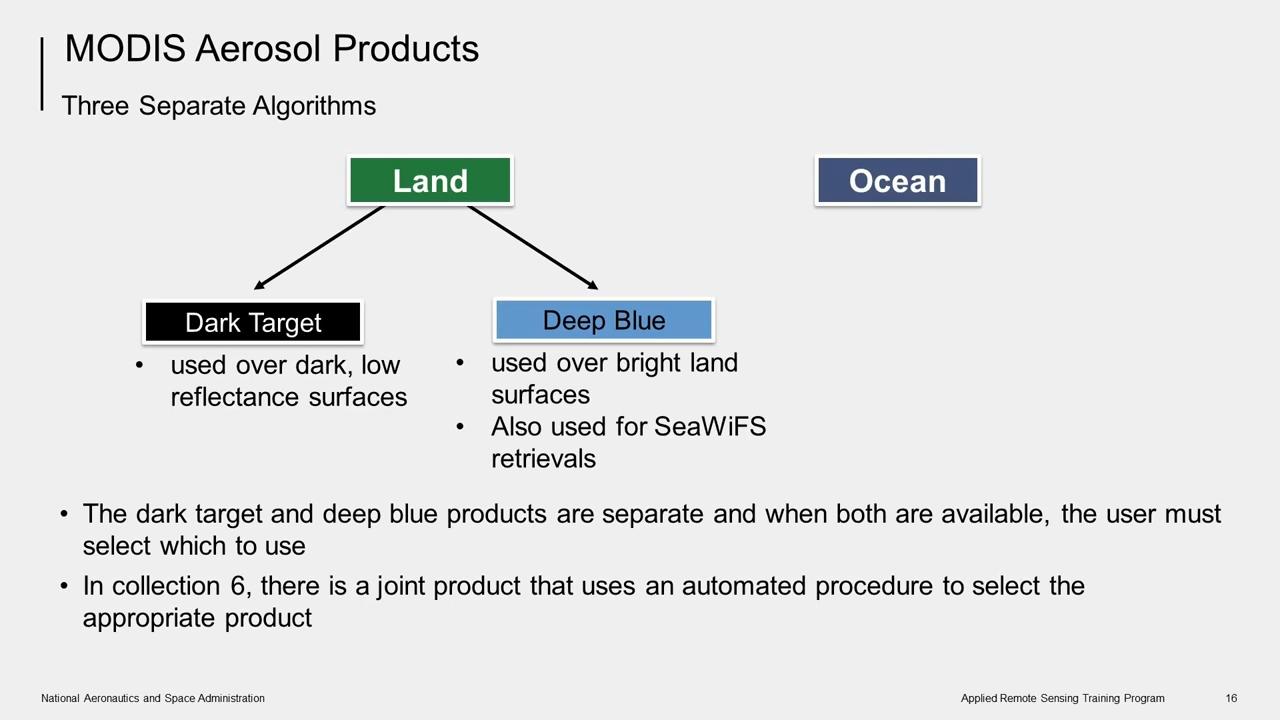 MODIS Aerosol Products
Three Separate Algorithms
Land
Ocean
Dark Target
• used over dark, low
reflectance surfaces
Deep Blue
• used over bright land
surfaces
• Also used for SeaWiFS
retrievals
• The dark target and deep blue products are separate and when both are available, the user must
select which to use
• In collection 6, there is a joint product that uses an automated procedure to select the
appropriate product
National Aeronautics and Space Administration
Applied Remote Sensing Training Program
16